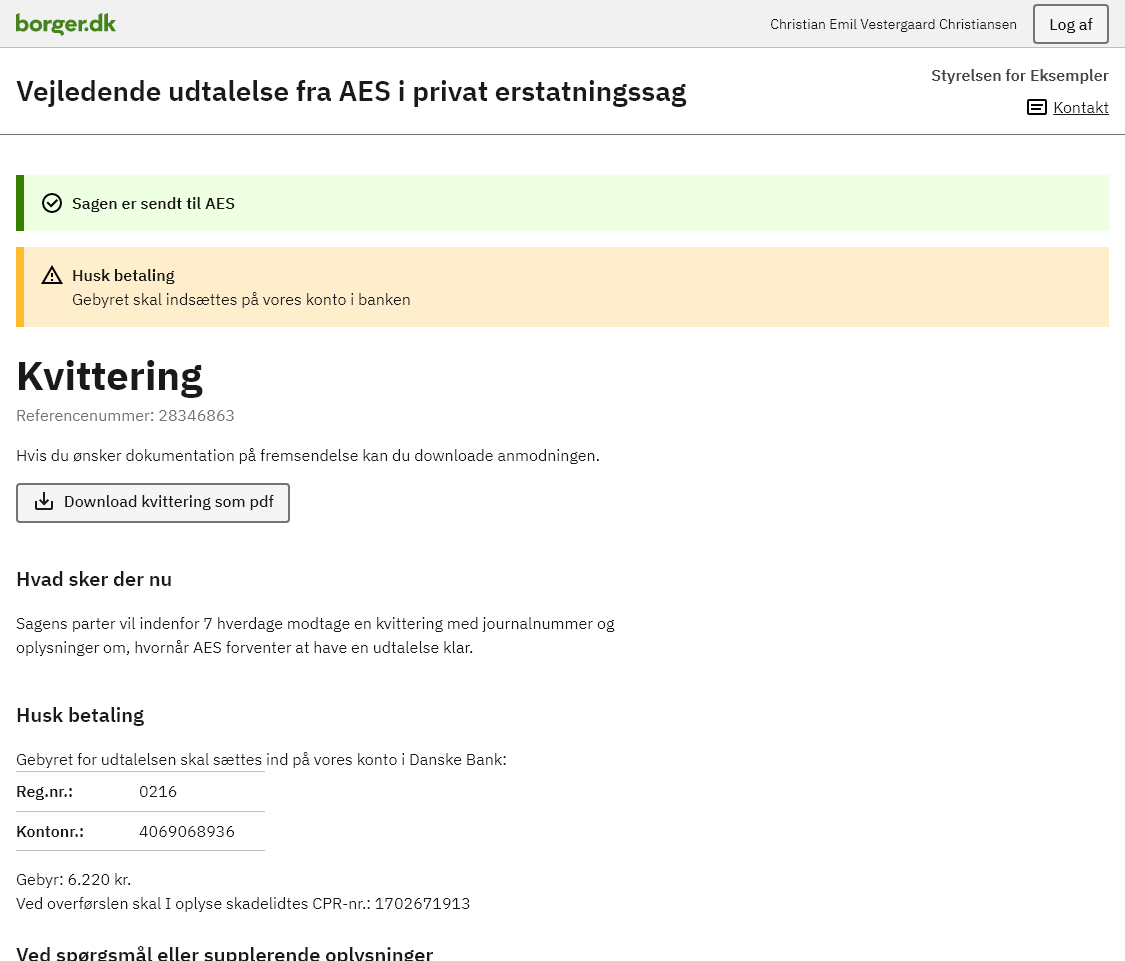 borger.dk
Christian Emil Vestergaard Christiansen
Log af
Vejledende udtalelse fra AES i privat erstatningssag
Styrelsen for Eksempler
Kontakt
Sagen er sendt til AES
Husk betaling
Gebyret skal indsættes på vores konto i banken
Kvittering
Referencenummer: 28346863
Hvis du ønsker dokumentation på fremsendelse kan du downloade anmodningen.
Download kvittering som pdf
Hvad sker der nu
Sagens parter vil indenfor 7 hverdage modtage en kvittering med journalnummer og
oplysninger om, hvornår AES forventer at have en udtalelse klar.
Husk betaling
Gebyret for udtalelsen skal sættes ind på vores konto i Danske Bank:
Reg.nr.: 0216
Kontonr.: 4069068936
Gebyr: 6.220 kr.
Ved overførslen skal I oplyse skadelidtes CPR-nr.: 1702671913
Ved spørgsmål eller supplerende oplysninger